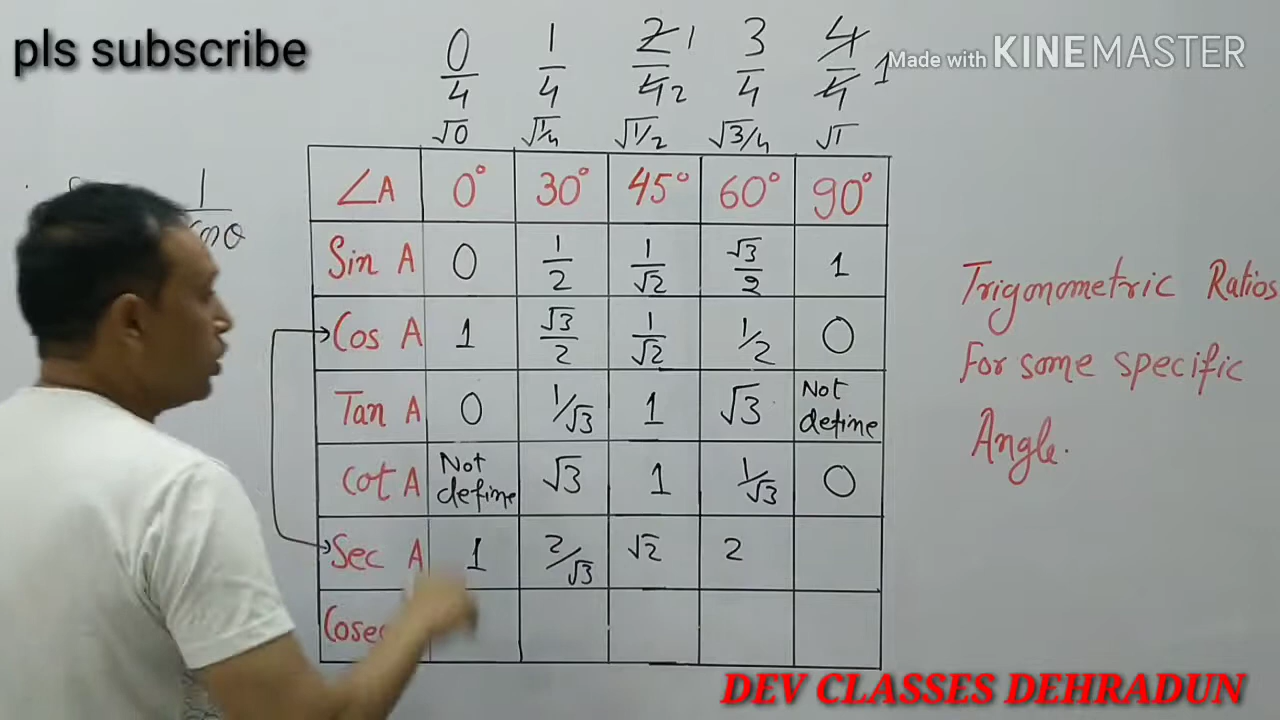 pls subscribe
Made with KINEMASTER
0/4 1/4 2/4 1/2 3/4 4/4 1
√0 √1/4 √1/2 √3/4 √1
∠A 0° 30° 45° 60° 90°
Sin A 0 1/2 1/√2 √3/2 1
Cos A 1 √3/2 1/√2 1/2 0
Tan A 0 1/√3 1 √3 Not define
Cot A Not define √3 1 1/√3 0
Sec A 1 2/√3 √2 2
Trigonometric Ratios
For some specific
Angle.
DEV CLASSES DEHRADUN